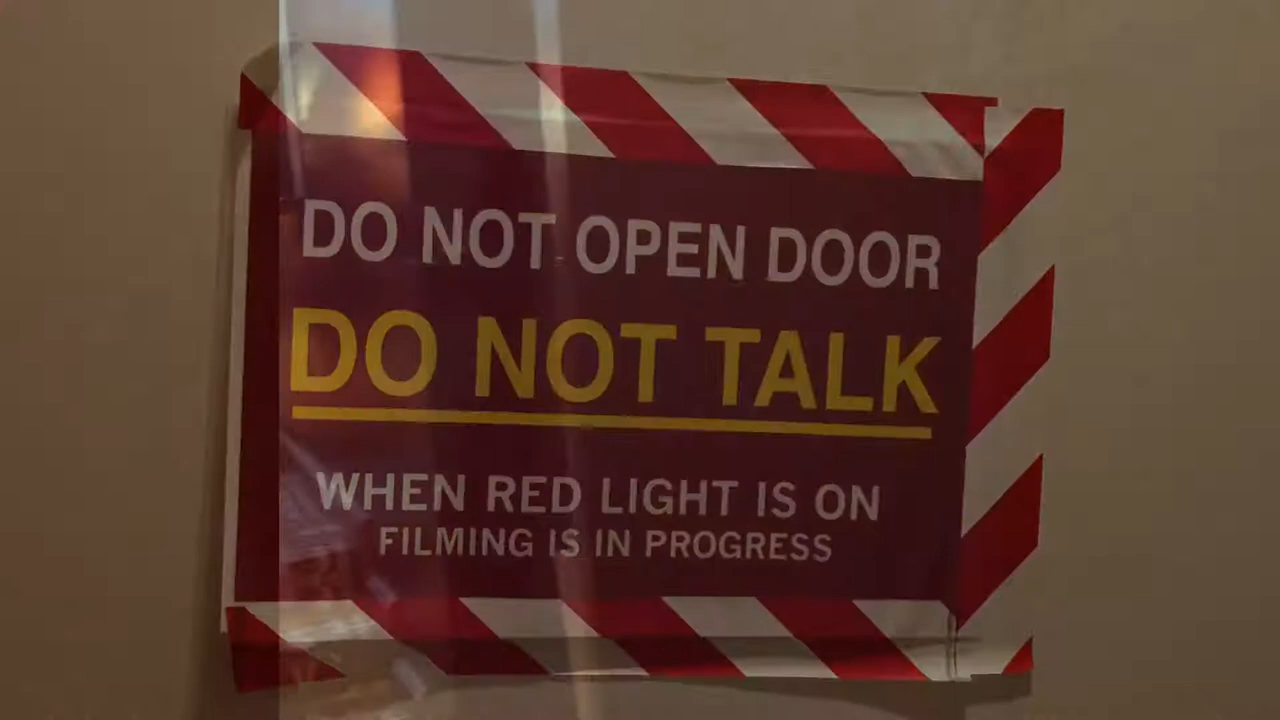 DO NOT OPEN DOOR
DO NOT TALK
WHEN RED LIGHT IS ON
FILMING IS IN PROGRESS